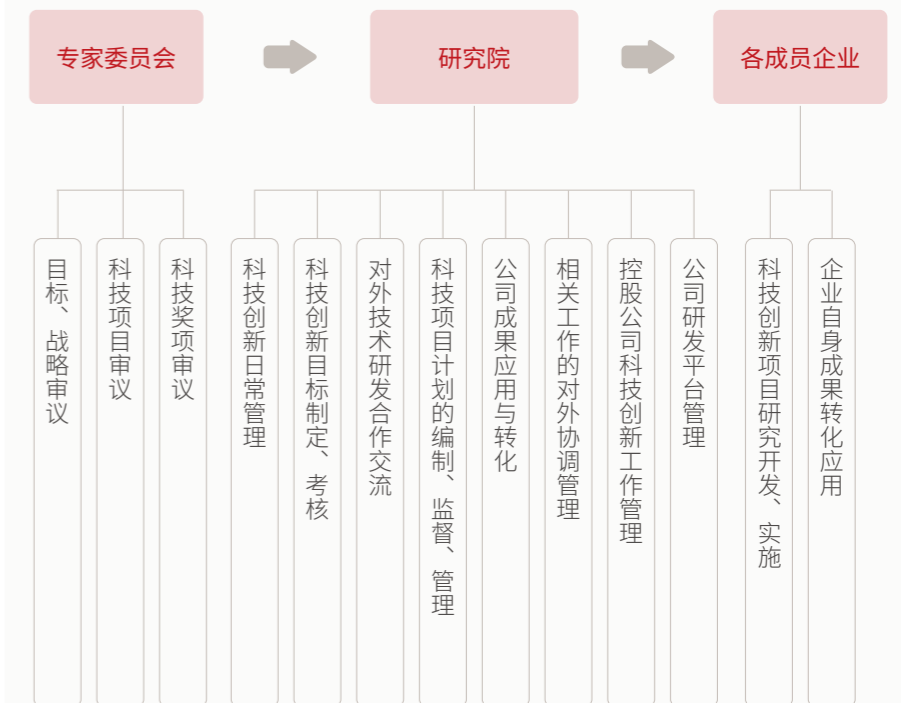 专家委员会
研究院
各成员企业
目标、战略审议
科技项目审议
科技奖项审议
科技创新日常管理
科技创新目标制定、考核
对外技术研发合作交流
科技项目计划的编制、监督、管理
公司成果应用与转化
相关工作的对外协调管理
控股公司科技创新工作管理
公司研发平台管理
科技创新项目研究开发、实施
企业自身成果转化应用